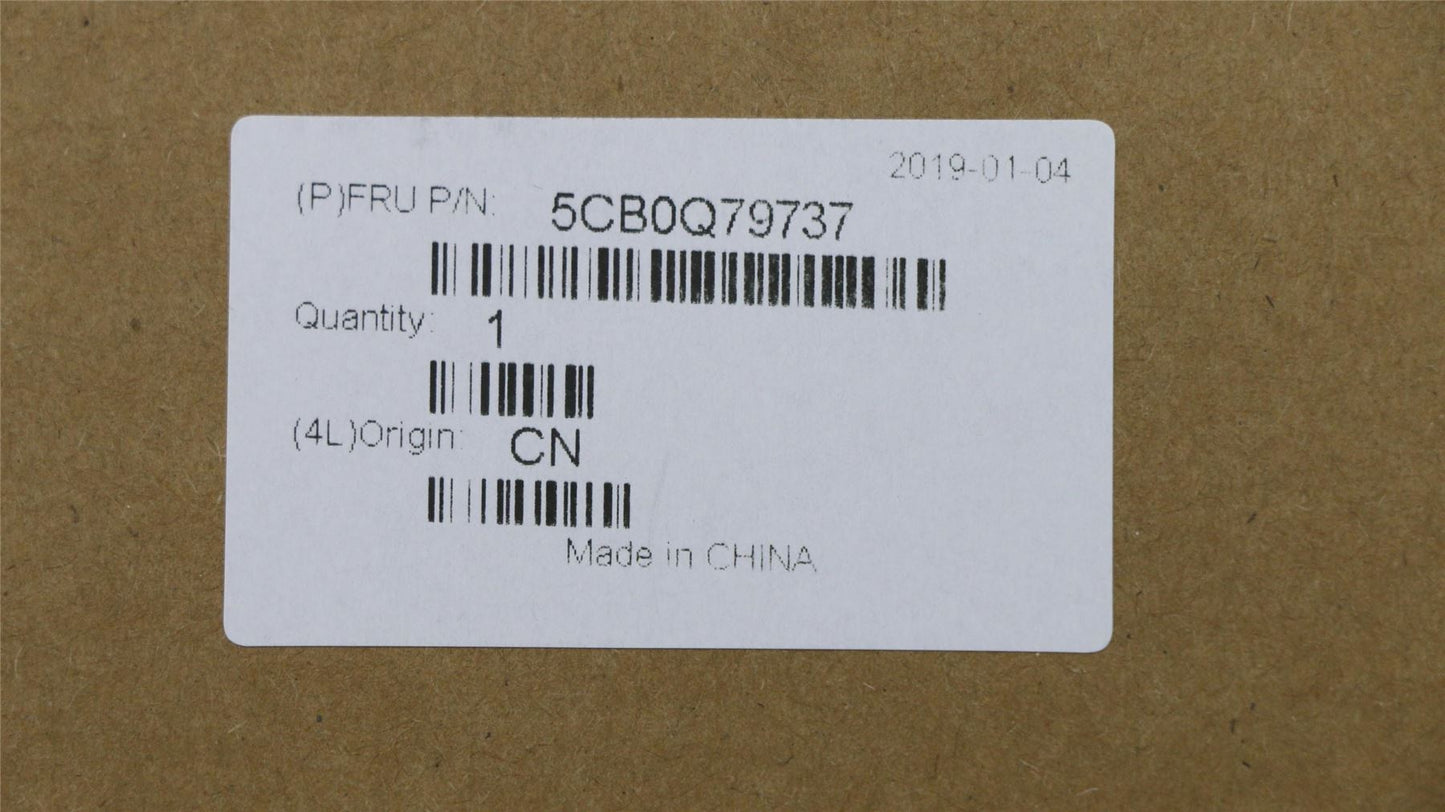 2019-01-04
(P)FRU P/N: 5CB0Q79737
Quantity: 1
(4L)Origin: CN
Made in CHINA